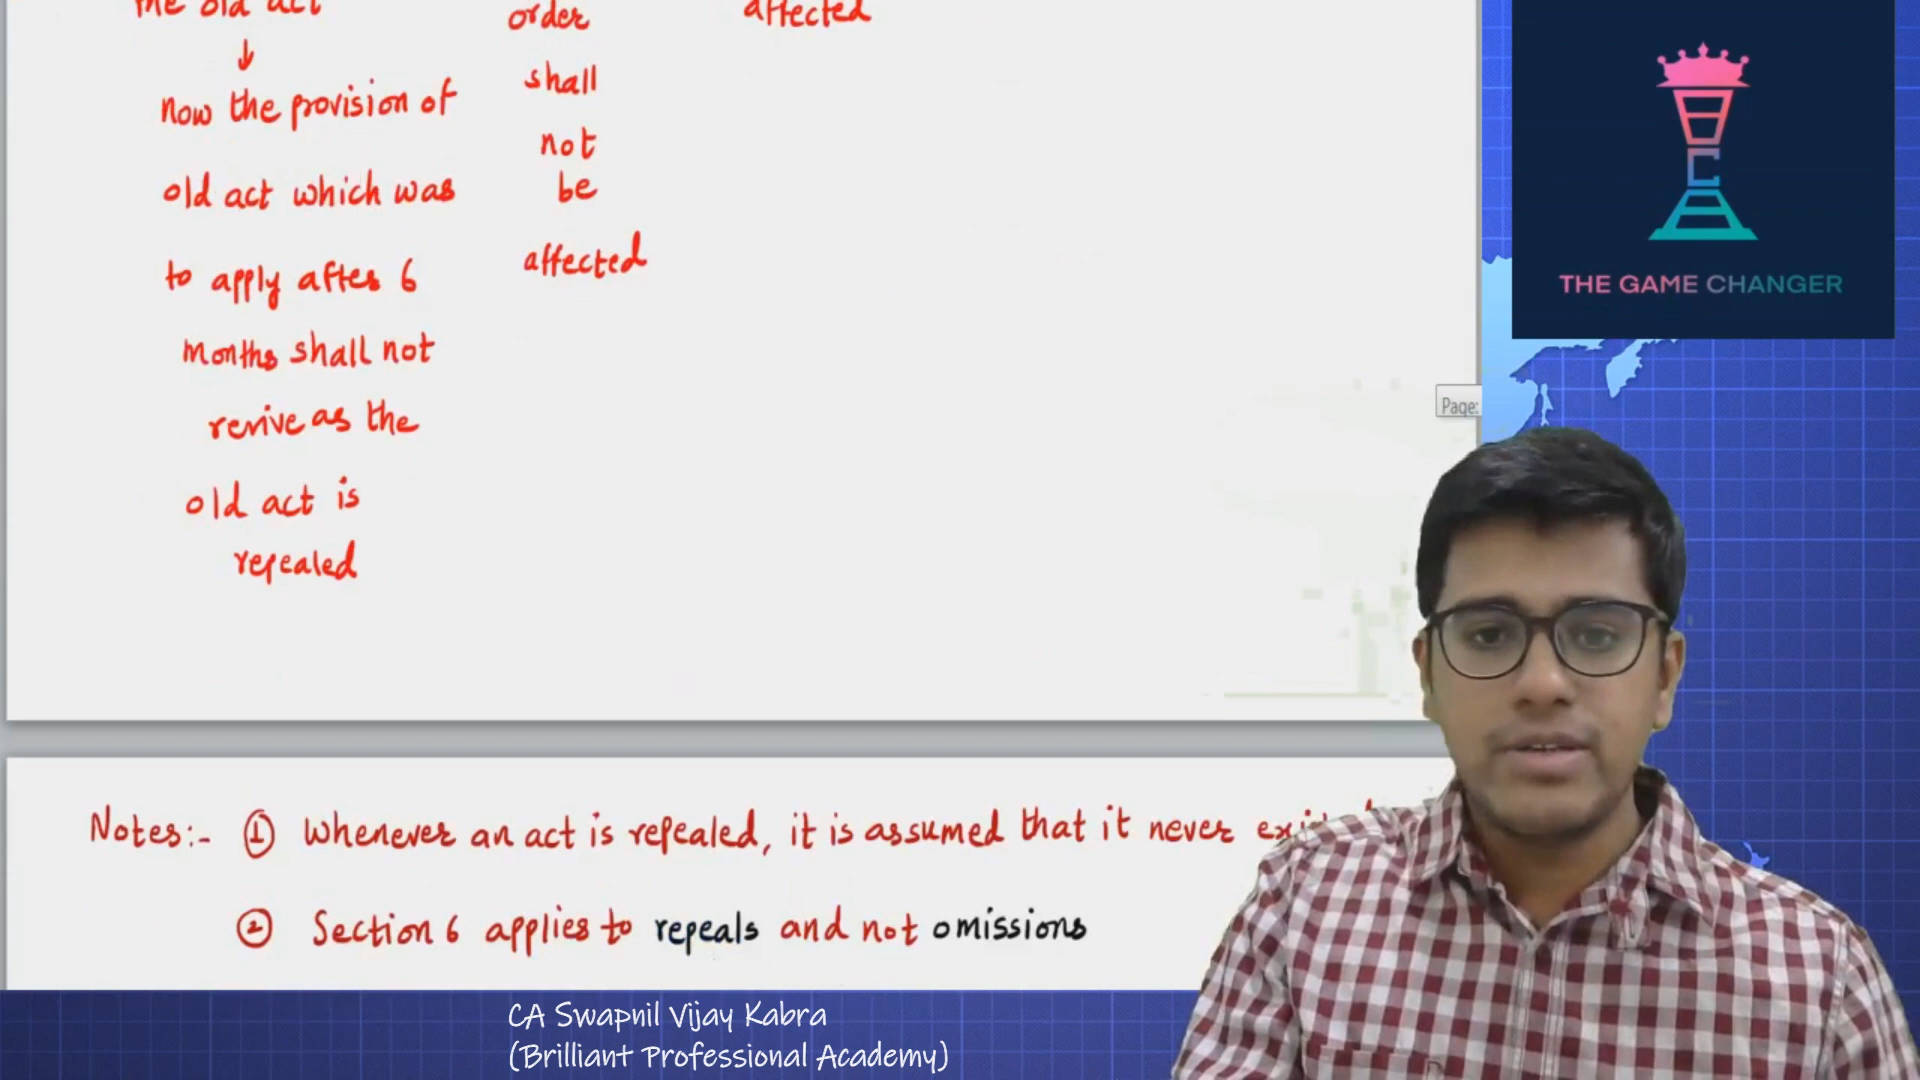 the old act
↓
Now the provision of
old act which was
to apply after 6
months shall not
revive as the
old act is
repealed
order
shall
not
be
affected
affected
THE GAME CHANGER
Page:
Notes:- ① Whenever an act is repealed, it is assumed that it never
② Section 6 applies to repeals and not omissions
CA Swapnil Vijay Kabra
(Brilliant Professional Academy)